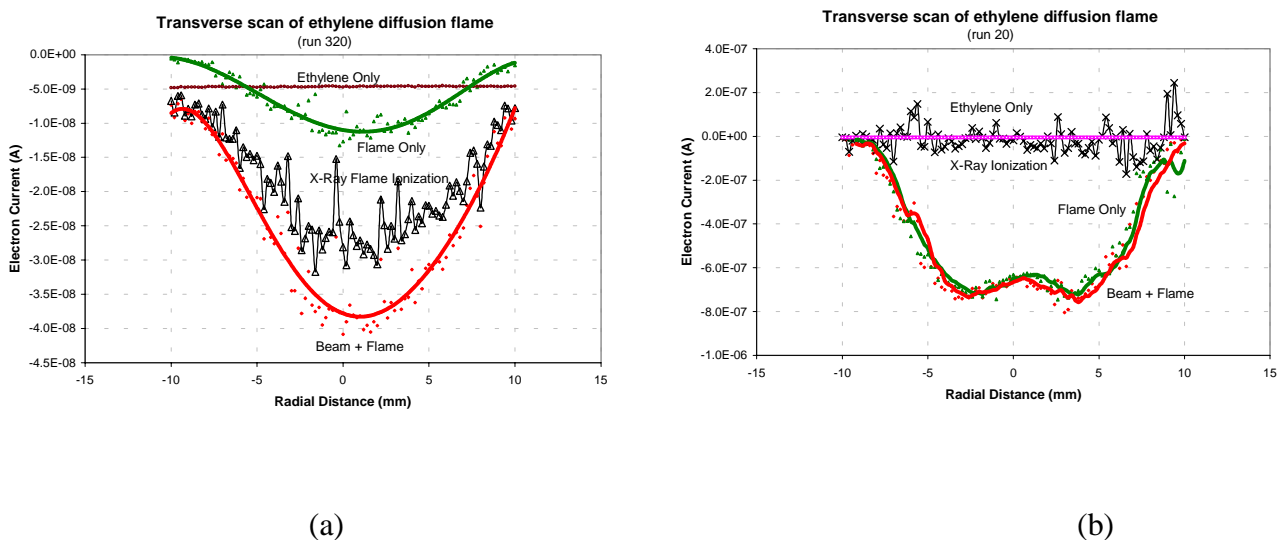 Transverse scan of ethylene diffusion flame
(run 320)
0.0E+00
-5.0E-09
-1.0E-08
-1.5E-08
-2.0E-08
-2.5E-08
-3.0E-08
-3.5E-08
-4.0E-08
-4.5E-08
Electron Current (A)
Ethylene Only
Flame Only
X-Ray Flame Ionization
Beam + Flame
-15
-10
-5
0
5
10
15
Radial Distance (mm)
(a)
Transverse scan of ethylene diffusion flame
(run 20)
4.0E-07
2.0E-07
0.0E+00
-2.0E-07
-4.0E-07
-6.0E-07
-8.0E-07
-1.0E-06
Electron Current (A)
Ethylene Only
X-Ray Ionization
Flame Only
Beam + Flame
-15
-10
-5
0
5
10
15
Radial Distance (mm)
(b)